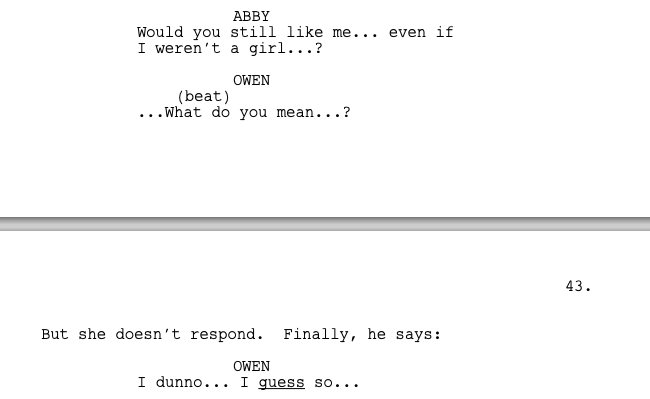 ABBY
Would you still like me... even if
I weren't a girl...?
OWEN
(beat)
...What do you mean...?
43.
But she doesn't respond.  Finally, he says:
OWEN
I dunno... I guess so...